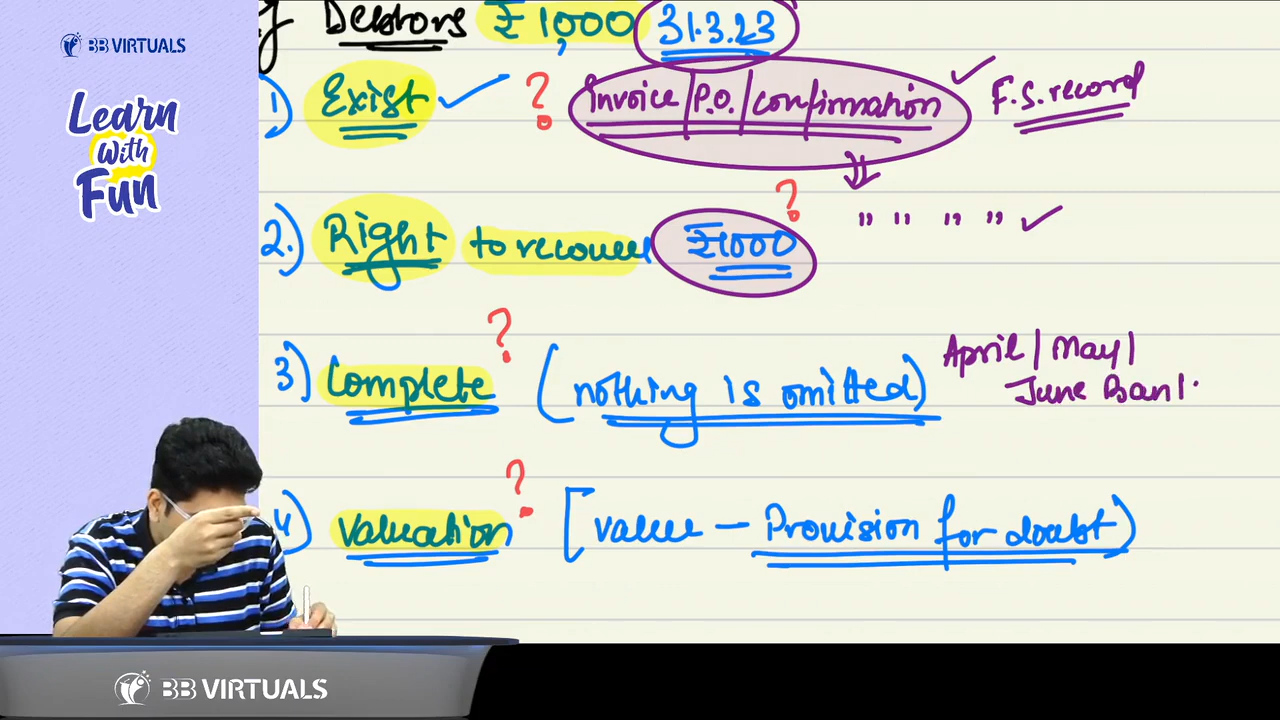 BB VIRTUALS
Learn
With
Fun
Debtors ₹1,000 31.3.23
1) Exist ? Invoice/P.O./confirmation F.S. record
2.) Right to recover ₹1000 ? " " " "
3) Complete ? (nothing is omitted) April/May/
June Ban
4) Valuation ? [value - Provision for doubt)
BB VIRTUALS